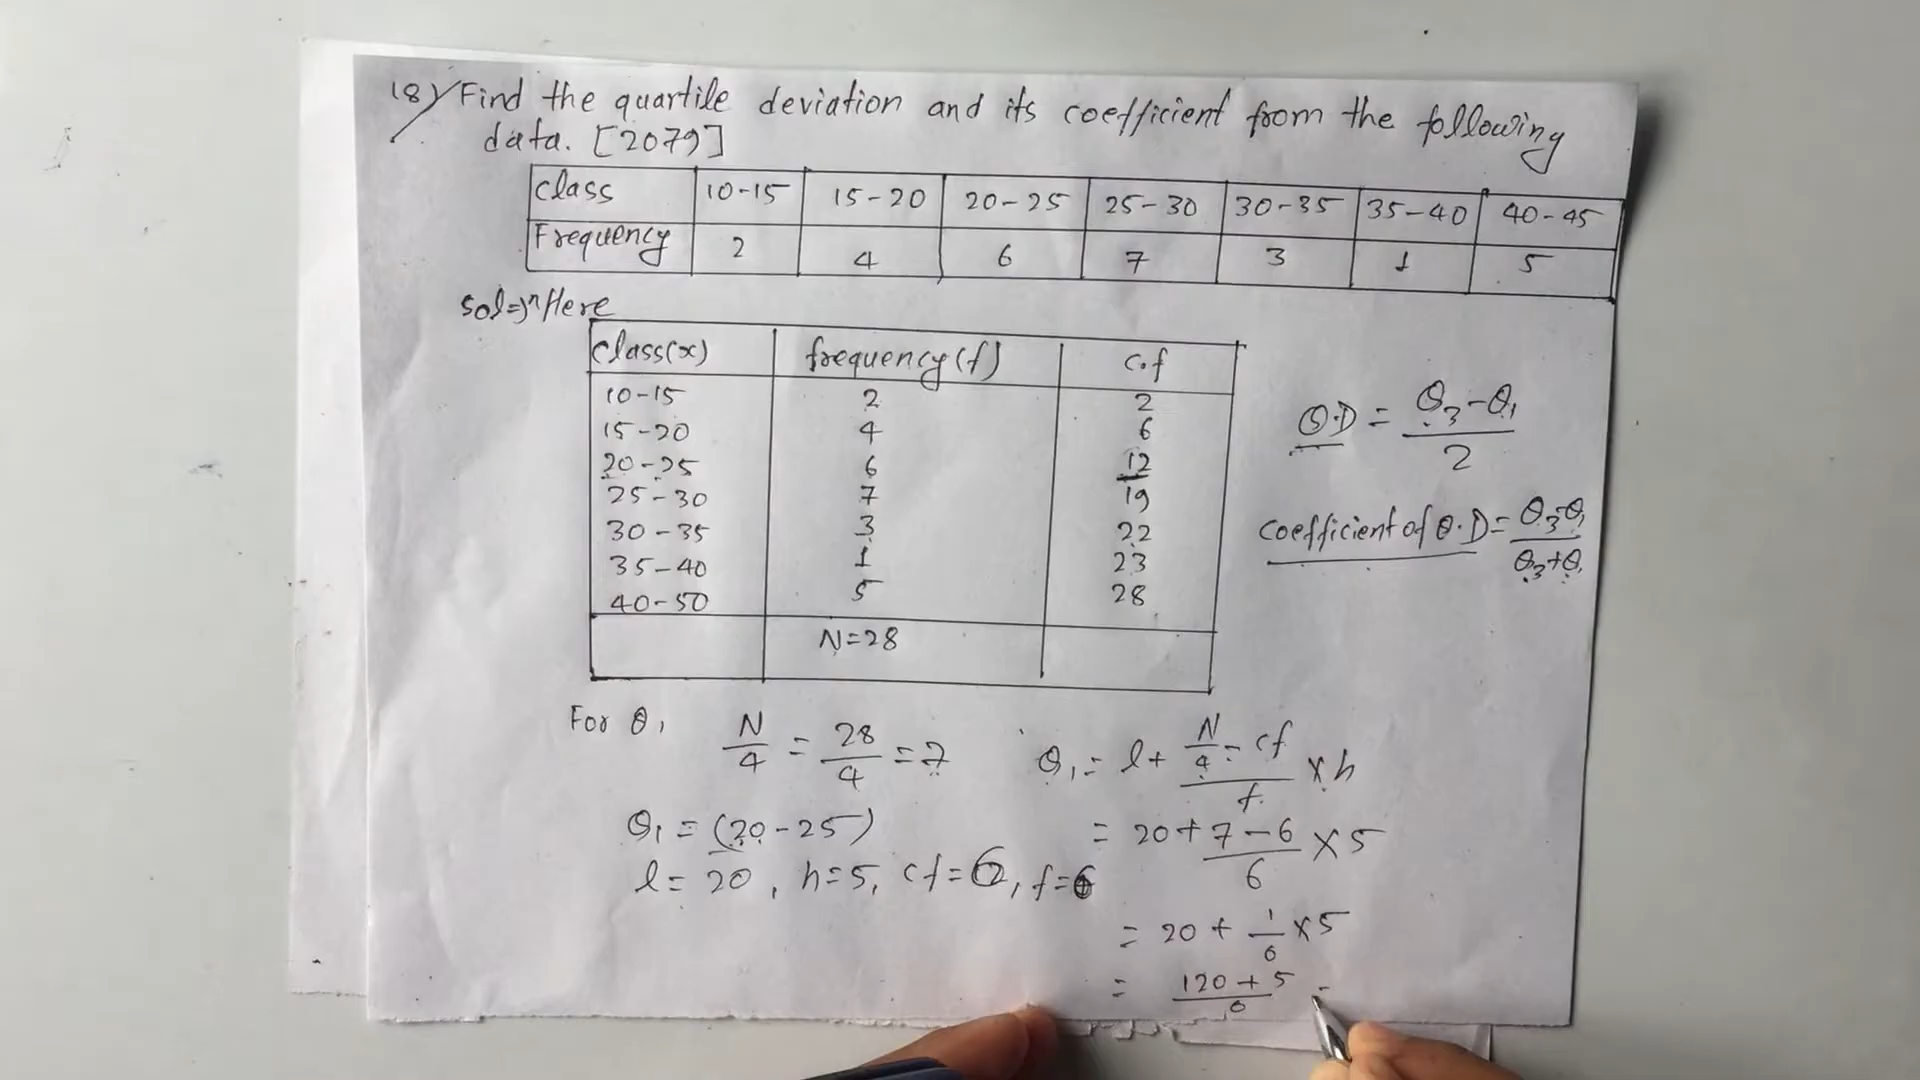 18) Find the quartile deviation and its coefficient from the following
data. [2079]
class 10-15 15-20 20-25 25-30 30-35 35-40 40-45
Frequency 2 4 6 7 3 1 5
sol=)n Here
class(x) frequency(f) c.f
10-15 2 2
15-20 4 6
20-25 6 12
25-30 7 19
30-35 3 22
35-40 1 23
40-50 5 28
N=28
Q.D = Q3-Q1/2
coefficient of Q.D = Q3-Q1/Q3+Q1
For Q1 N/4 = 28/4 = 7
Q1 = (20-25)
l= 20, h=5, cf=6, f=6
Q1 = l+ N/4 - cf/f × h
= 20+ 7-6/6 × 5
= 20 + 1/6 × 5
= 120+5/6 =